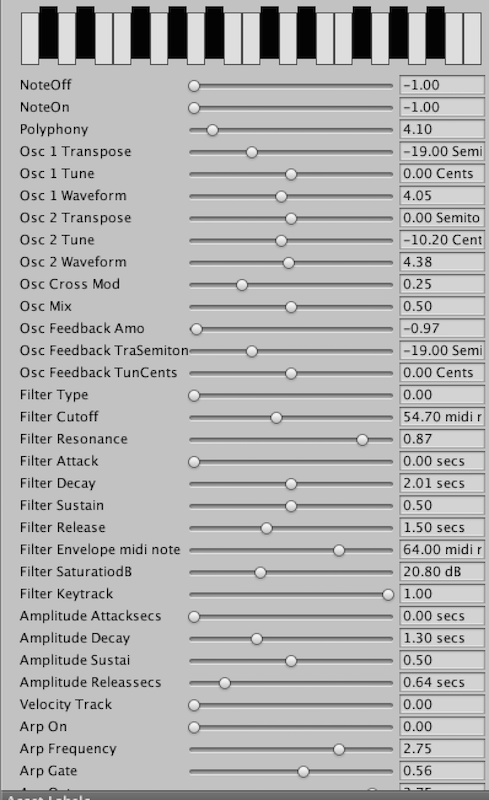 NoteOff -1.00
NoteOn -1.00
Polyphony 4.10
Osc 1 Transpose -19.00 Semi
Osc 1 Tune 0.00 Cents
Osc 1 Waveform 4.05
Osc 2 Transpose 0.00 Semito
Osc 2 Tune -10.20 Cent
Osc 2 Waveform 4.38
Osc Cross Mod 0.25
Osc Mix 0.50
Osc Feedback Amo -0.97
Osc Feedback TraSemiton -19.00 Semi
Osc Feedback TunCents 0.00 Cents
Filter Type 0.00
Filter Cutoff 54.70 midi r
Filter Resonance 0.87
Filter Attack 0.00 secs
Filter Decay 2.01 secs
Filter Sustain 0.50
Filter Release 1.50 secs
Filter Envelope midi note 64.00 midi r
Filter SaturatiodB 20.80 dB
Filter Keytrack 1.00
Amplitude Attacksecs 0.00 secs
Amplitude Decay 1.30 secs
Amplitude Sustai 0.50
Amplitude Releassecs 0.64 secs
Velocity Track 0.00
Arp On 0.00
Arp Frequency 2.75
Arp Gate 0.56